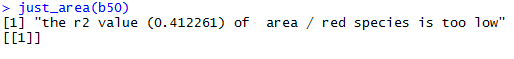 > just_area(b50)
[1] "the r2 value (0.412261) of  area / red species is too low"
[[1]]